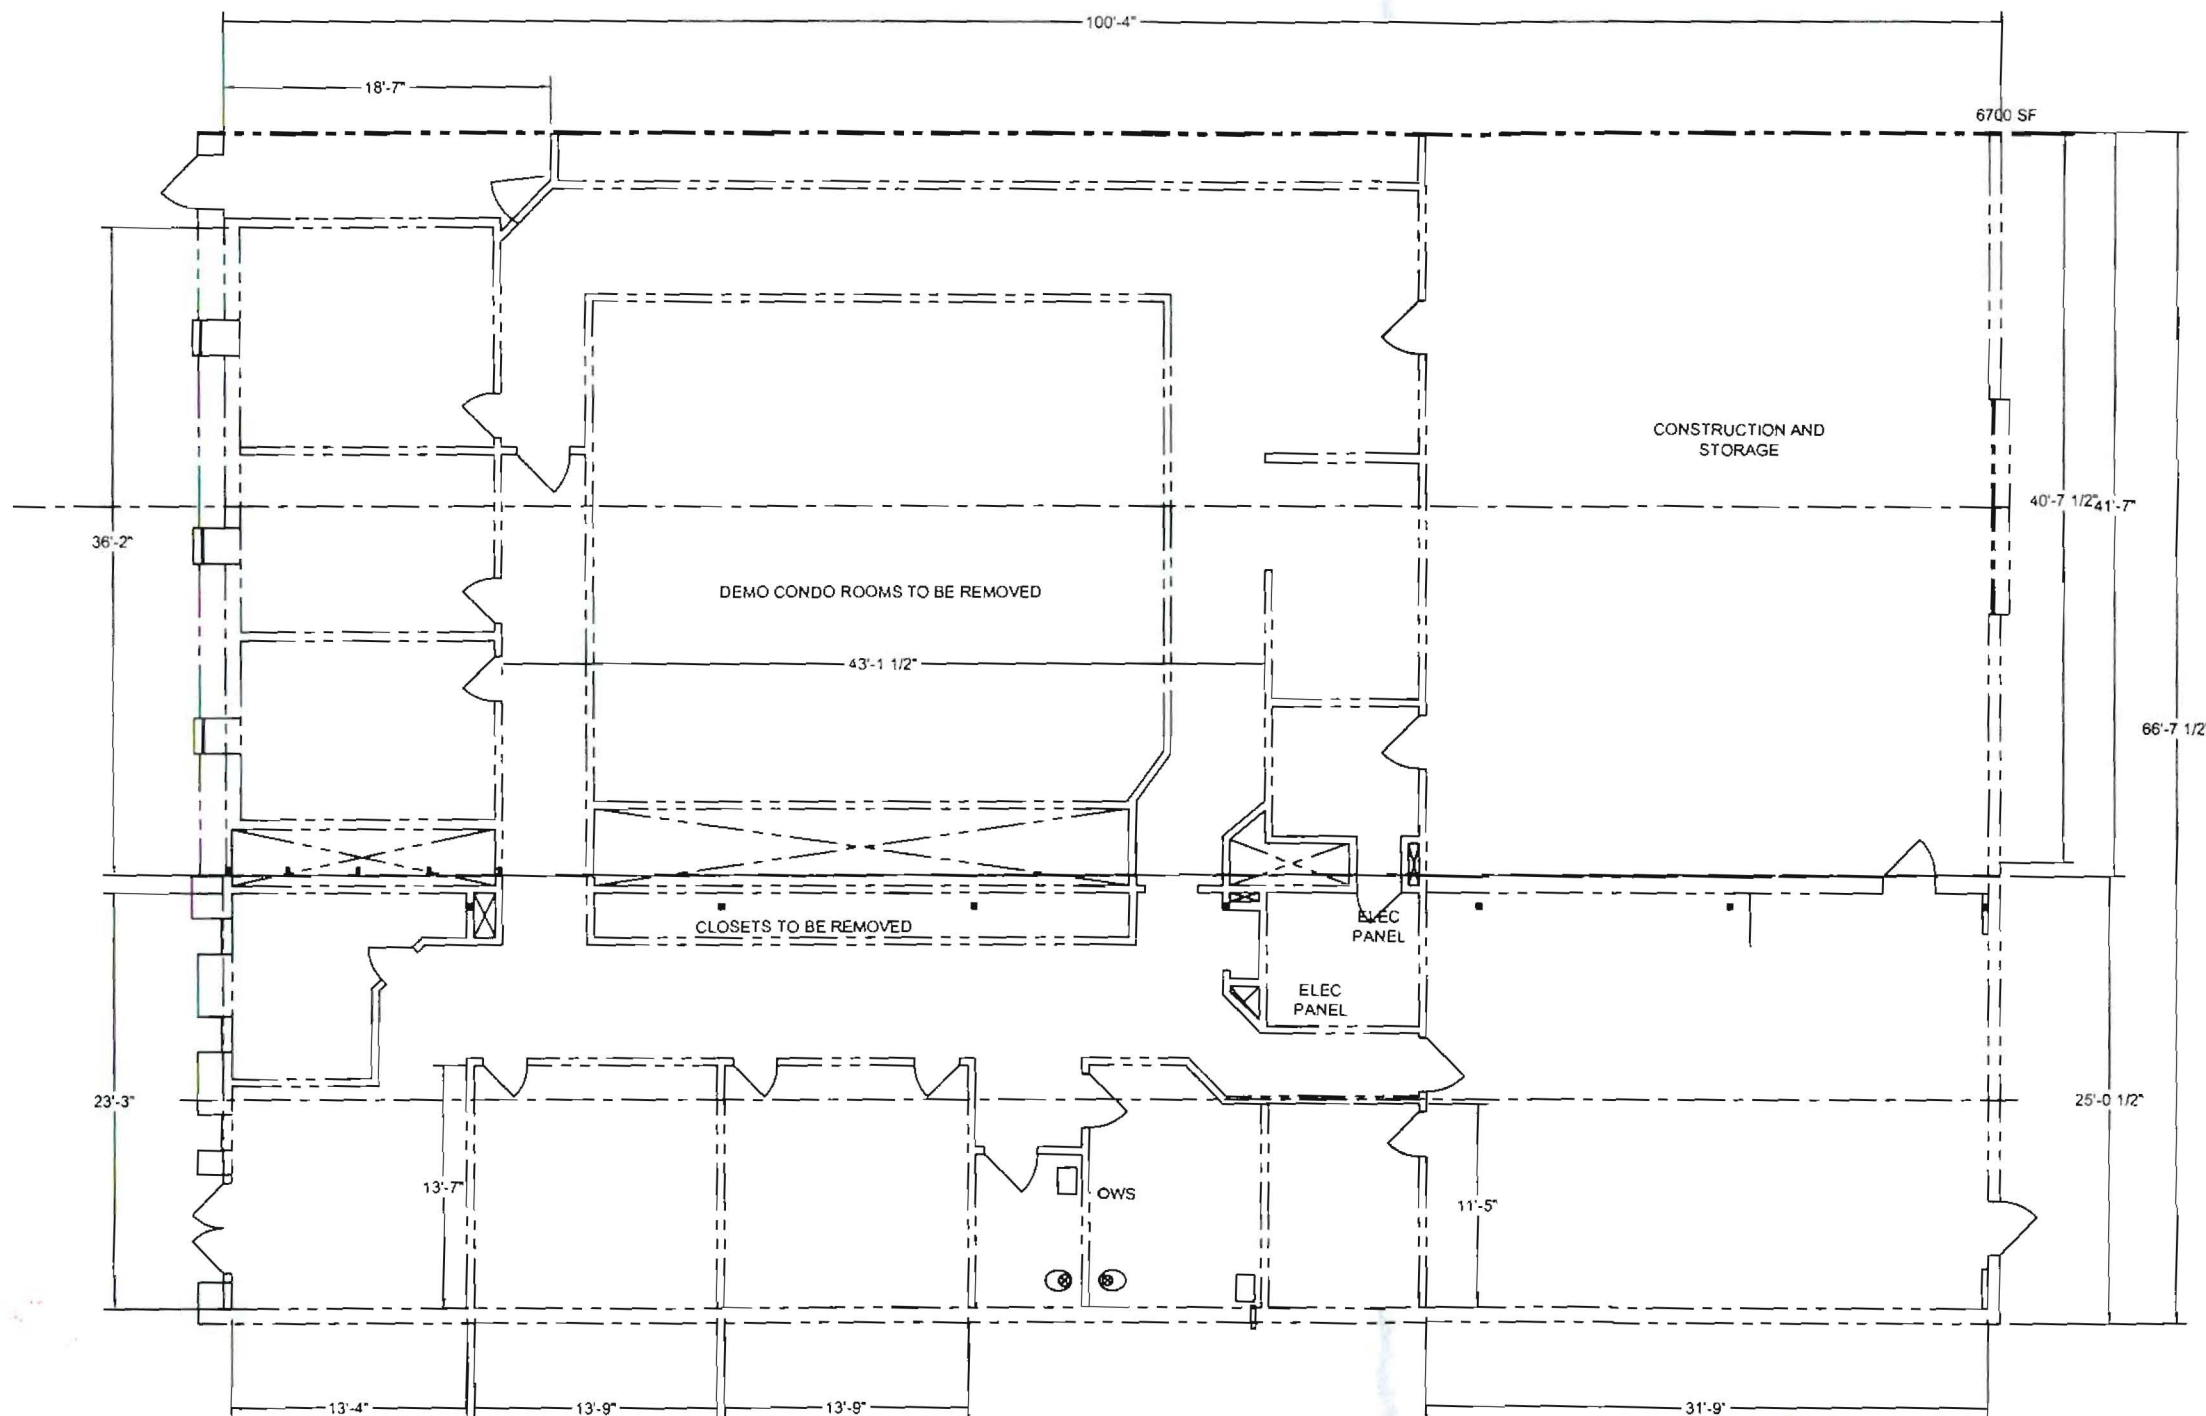 100'-4"
18'-7"
6700 SF
CONSTRUCTION AND
STORAGE
40'-7 1/2"
41'-7"
36'-2"
DEMO CONDO ROOMS TO BE REMOVED
43'-1 1/2"
66'-7 1/2
CLOSETS TO BE REMOVED
ELEC
PANEL
ELEC
PANEL
23'-3"
25'-0 1/2"
13'-7"
OWS
11'-5"
13'-4"
13'-9"
13'-9"
31'-9"